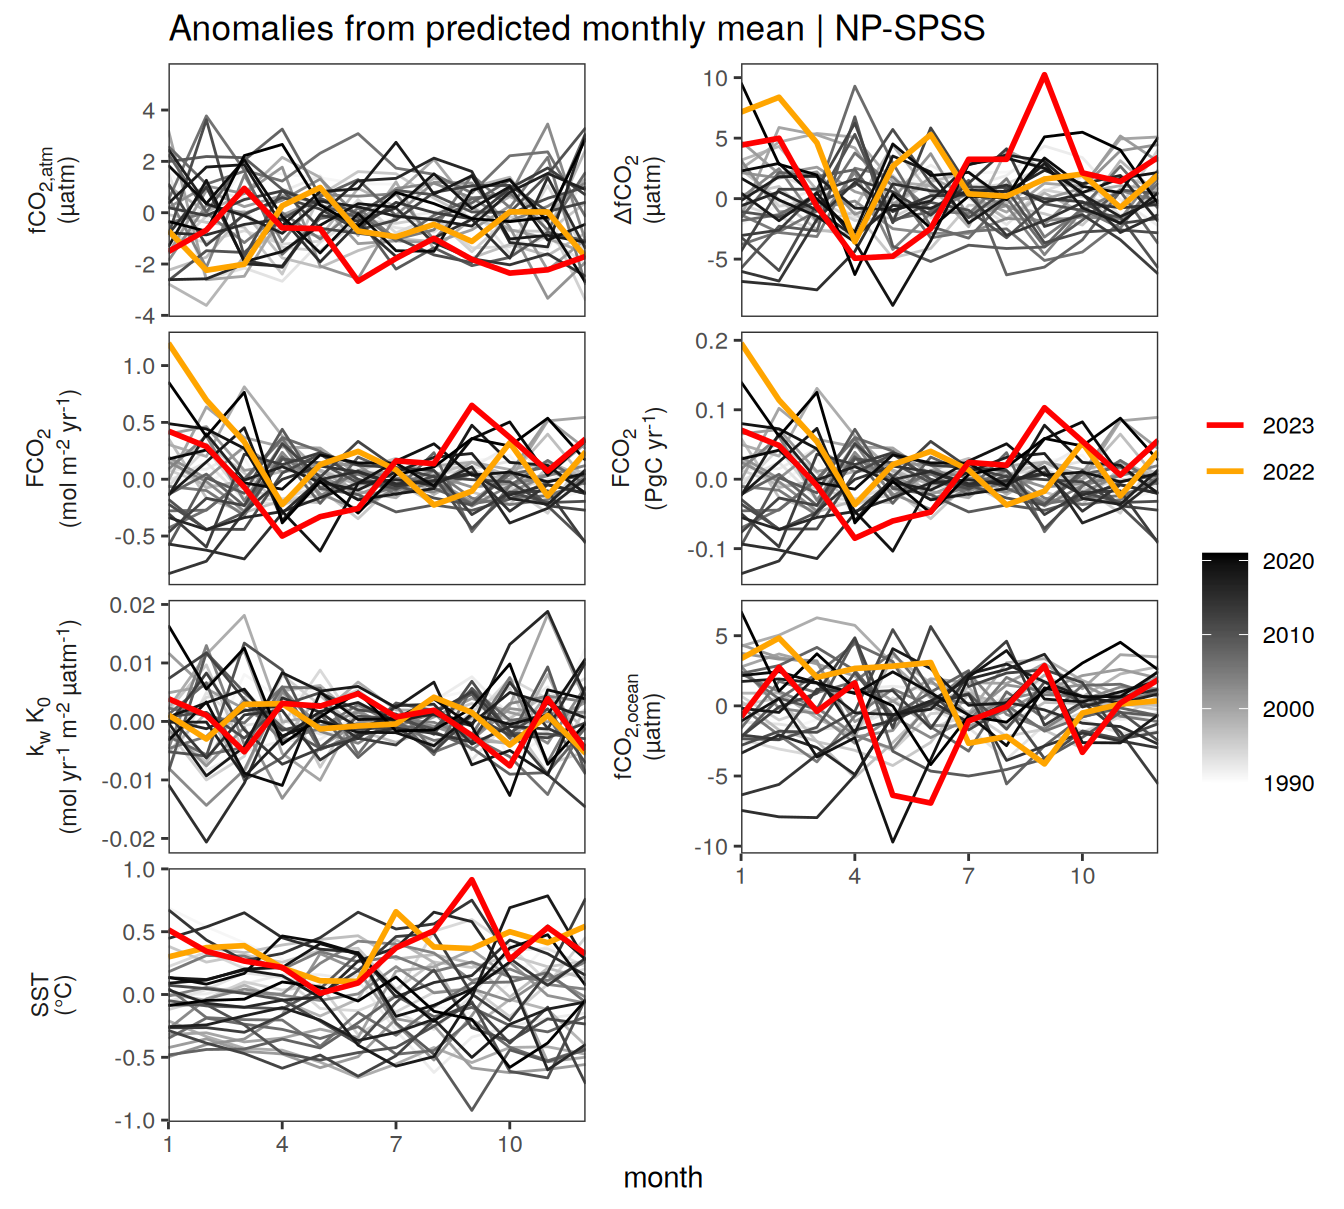 Anomalies from predicted monthly mean | NP-SPSS
fCO2,atm
(µatm)
4
2
0
-2
-4
ΔfCO2
(µatm)
10
5
0
-5
FCO2
(mol m-2 yr-1)
1.0
0.5
0.0
-0.5
FCO2
(PgC yr-1)
0.2
0.1
0.0
-0.1
kw K0
(mol yr-1 m-2 µatm-1)
0.02
0.01
0.00
-0.01
-0.02
fCO2,ocean
(µatm)
5
0
-5
-10
1 4 7 10
SST
(°C)
1.0
0.5
0.0
-0.5
-1.0
1 4 7 10
month
2023
2022
2020
2010
2000
1990